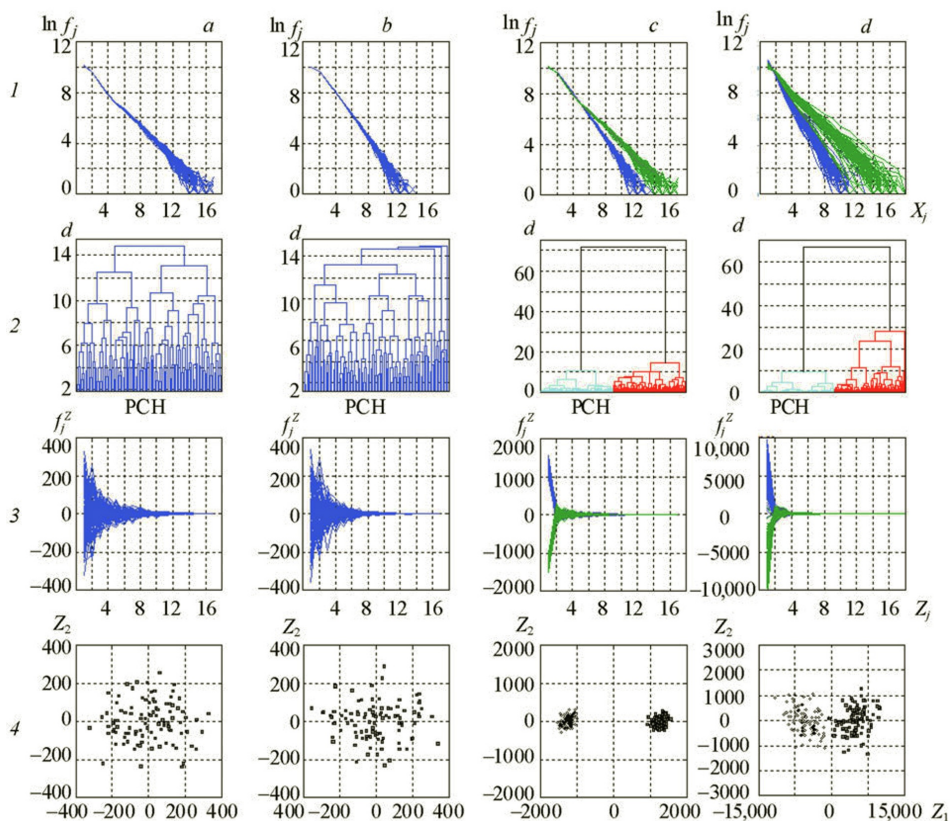 ln f_j a ln f_j b ln f_j c ln f_j d
1
12 12 12 12
8 8 8 8
4 4 4 4
0 0 0 0
4 8 12 16 4 8 12 16 4 8 12 16 4 8 12 16 X_j
d d d d
2
14 14 60 60
10 10 40 40
6 6 20 20
2 2 0 0
PCH PCH PCH PCH
f_j^Z f_j^Z f_j^Z f_j^Z
3
400 400 2000 10,000
200 200 1000 5000
0 0 0 0
−200 −200 −1000 −5000
−400 −400 −2000 −10,000
4 8 12 16 4 8 12 16 4 8 12 16 4 8 12 16 Z_j
Z_2 Z_2 Z_2 Z_2
4
400 400 2000 3000
200 200 1000 2000
1000
0 0 0 0
−1000
−200 −200 −1000 −2000
−400 −400 −2000 −3000
−400 −200 0 200 400 −200 0 200 400 −2000 0 2000 −15,000 0 15,000 Z_1